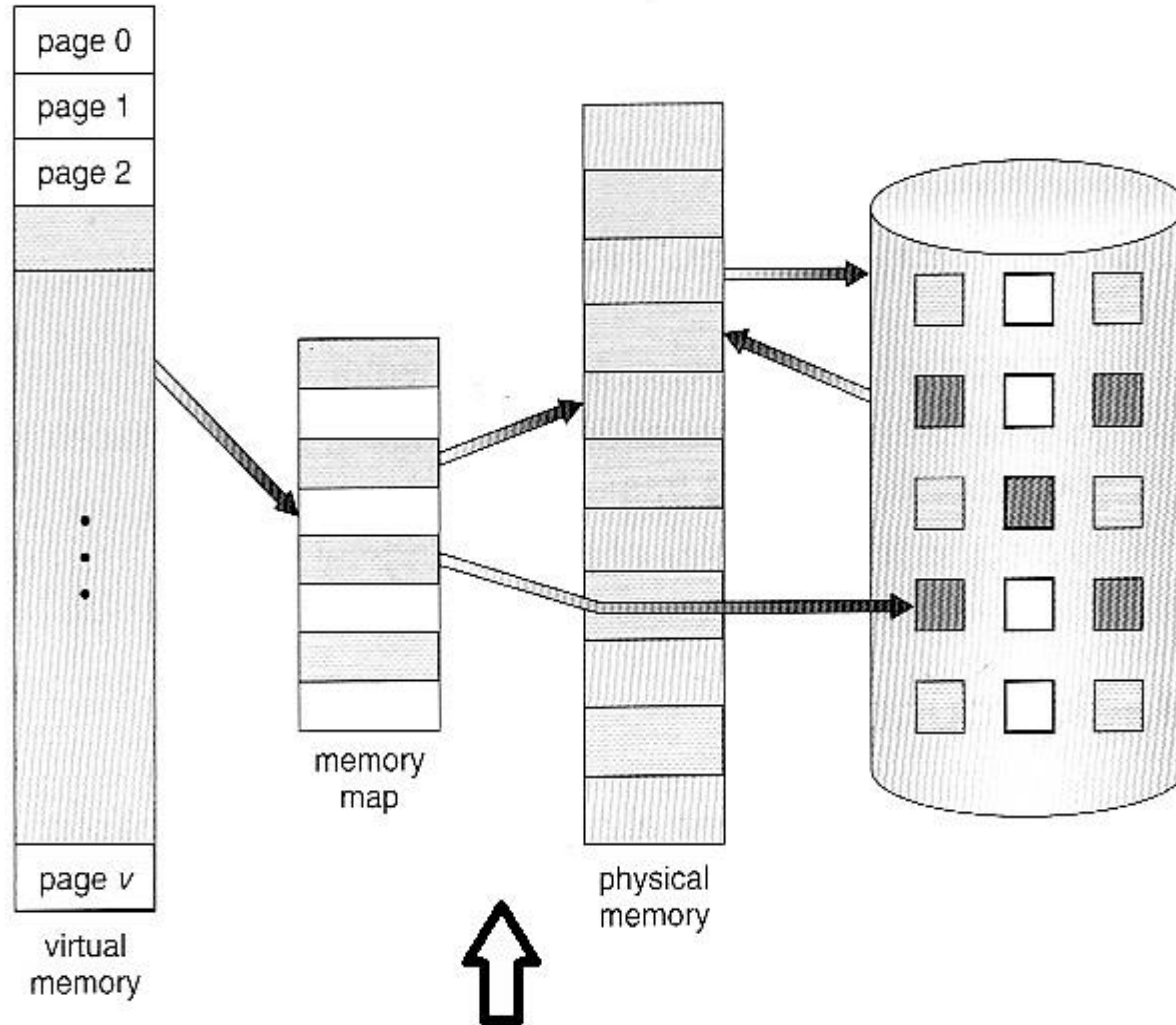 page 0
page 1
page 2
page v
virtual
memory
memory
map
physical
memory